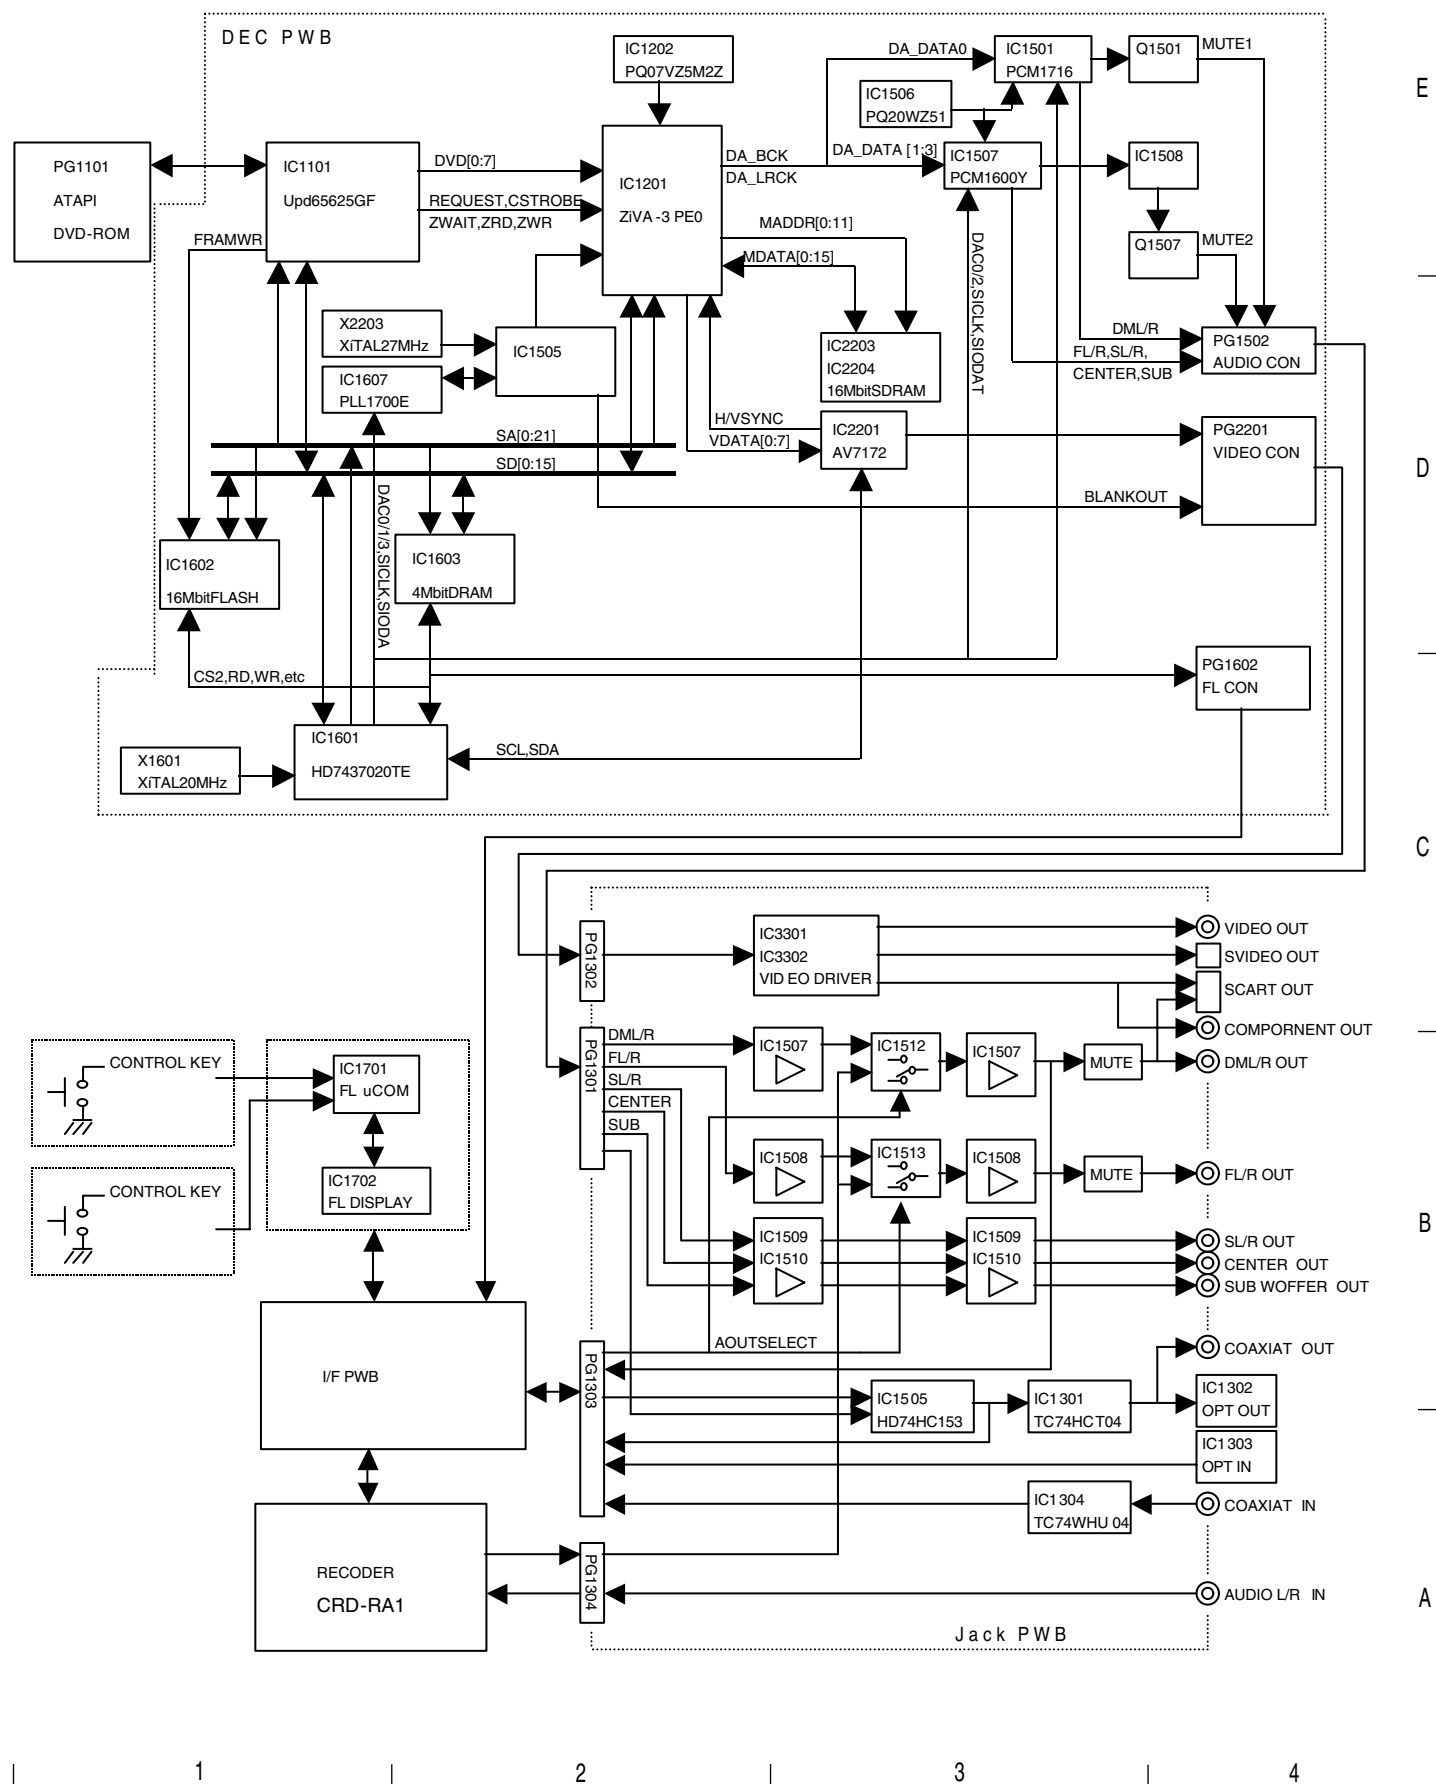 DEC PWB
IC1202
PQ07VZ5M2Z
DA_DATA0
IC1501
PCM1716
Q1501
MUTE1
E
IC1506
PQ20WZ51
PG1101
ATAPI
DVD-ROM
IC1101
Upd65625GF
DVD[0:7]
REQUEST,CSTROBE
ZWAIT,ZRD,ZWR
IC1201
ZiVA -3 PE0
DA_BCK
DA_LRCK
DA_DATA [1:3]
IC1507
PCM1600Y
IC1508
Q1507
MUTE2
FRAMWR
MADDR[0:11]
MDATA[0:15]
DAC0/2,SICLK,SIODAT
X2203
XiTAL27MHz
IC1505
IC1607
PLL1700E
IC2203
IC2204
16MbitSDRAM
DML/R
FL/R,SL/R,
CENTER,SUB
PG1502
AUDIO CON
H/VSYNC
VDATA[0:7]
IC2201
AV7172
PG2201
VIDEO CON
SA[0:21]
SD[0:15]
D
BLANKOUT
DAC0/1/3,SICLK,SIODA
IC1602
16MbitFLASH
IC1603
4MbitDRAM
CS2,RD,WR,etc
PG1602
FL CON
X1601
XiTAL20MHz
IC1601
HD7437020TE
SCL,SDA
C
PG1302
IC3301
IC3302
VID EO DRIVER
VIDEO OUT
SVIDEO OUT
SCART OUT
COMPORNENT OUT
PG1301
DML/R
FL/R
SL/R
CENTER
SUB
IC1507
IC1512
IC1507
MUTE
DML/R OUT
CONTROL KEY
IC1701
FL uCOM
IC1702
FL DISPLAY
CONTROL KEY
IC1508
IC1513
IC1508
MUTE
FL/R OUT
B
IC1509
IC1510
IC1509
IC1510
SL/R OUT
CENTER OUT
SUB WOFFER OUT
I/F PWB
PG1303
AOUTSELECT
COAXIAT OUT
IC1505
HD74HC153
IC1301
TC74HCT04
IC1302
OPT OUT
IC1303
OPT IN
IC1304
TC74WHU 04
COAXIAT IN
RECODER
CRD-RA1
PG1304
AUDIO L/R IN
A
Jack PWB
1
2
3
4